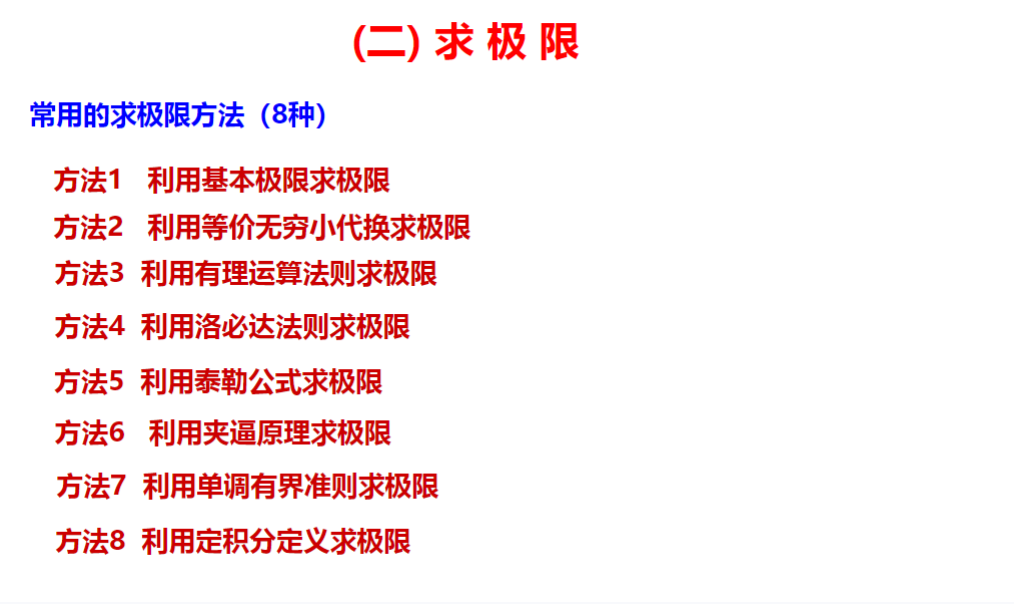 (二) 求 极 限
常用的求极限方法（8种）
方法1 利用基本极限求极限
方法2 利用等价无穷小代换求极限
方法3 利用有理运算法则求极限
方法4 利用洛必达法则求极限
方法5 利用泰勒公式求极限
方法6 利用夹逼原理求极限
方法7 利用单调有界准则求极限
方法8 利用定积分定义求极限